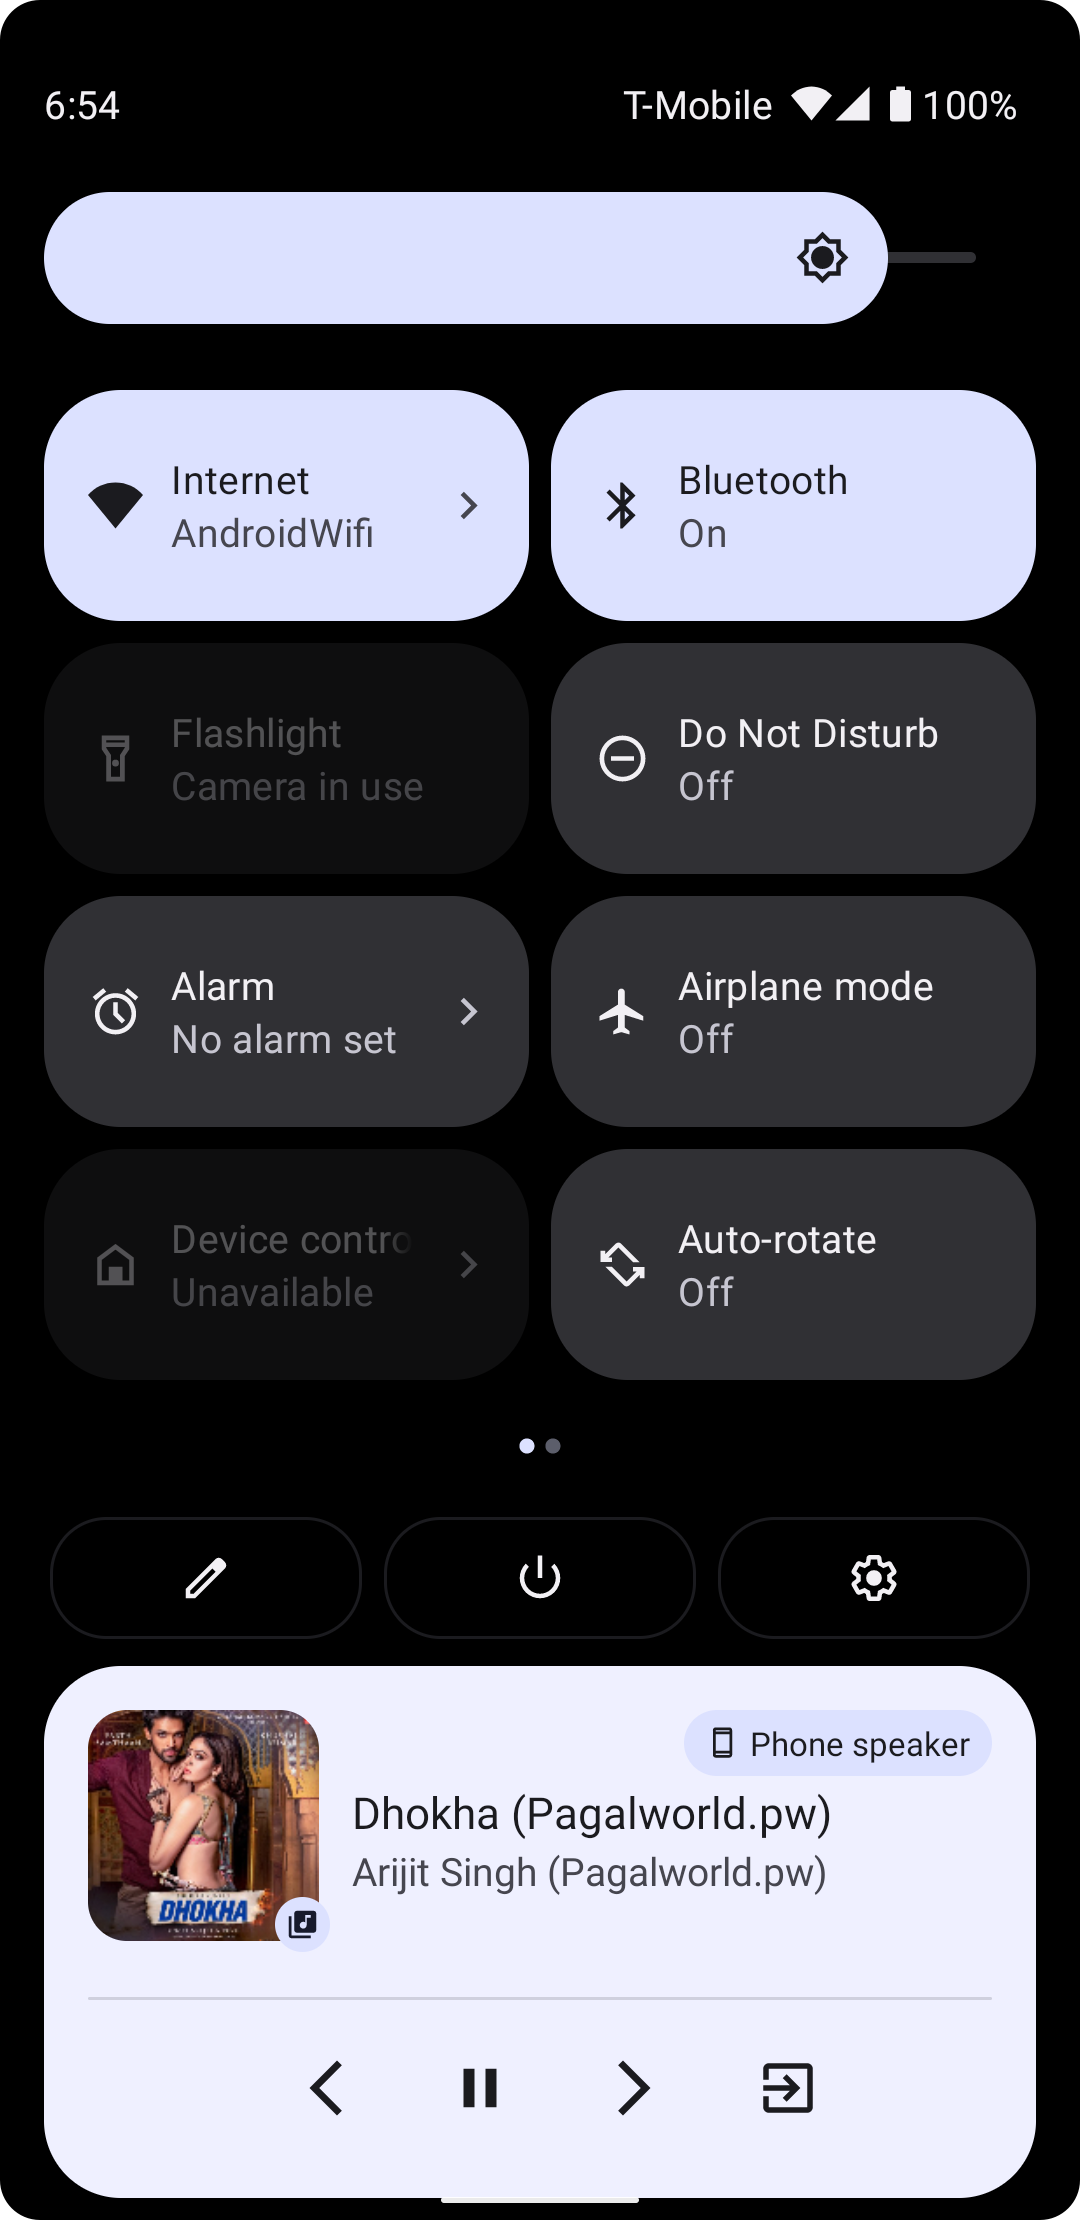 6:54
T-Mobile 100%
Internet
AndroidWifi
Bluetooth
On
Flashlight
Camera in use
Do Not Disturb
Off
Alarm
No alarm set
Airplane mode
Off
Device contro
Unavailable
Auto-rotate
Off
Phone speaker
Dhokha (Pagalworld.pw)
Arijit Singh (Pagalworld.pw)
DHOKHA